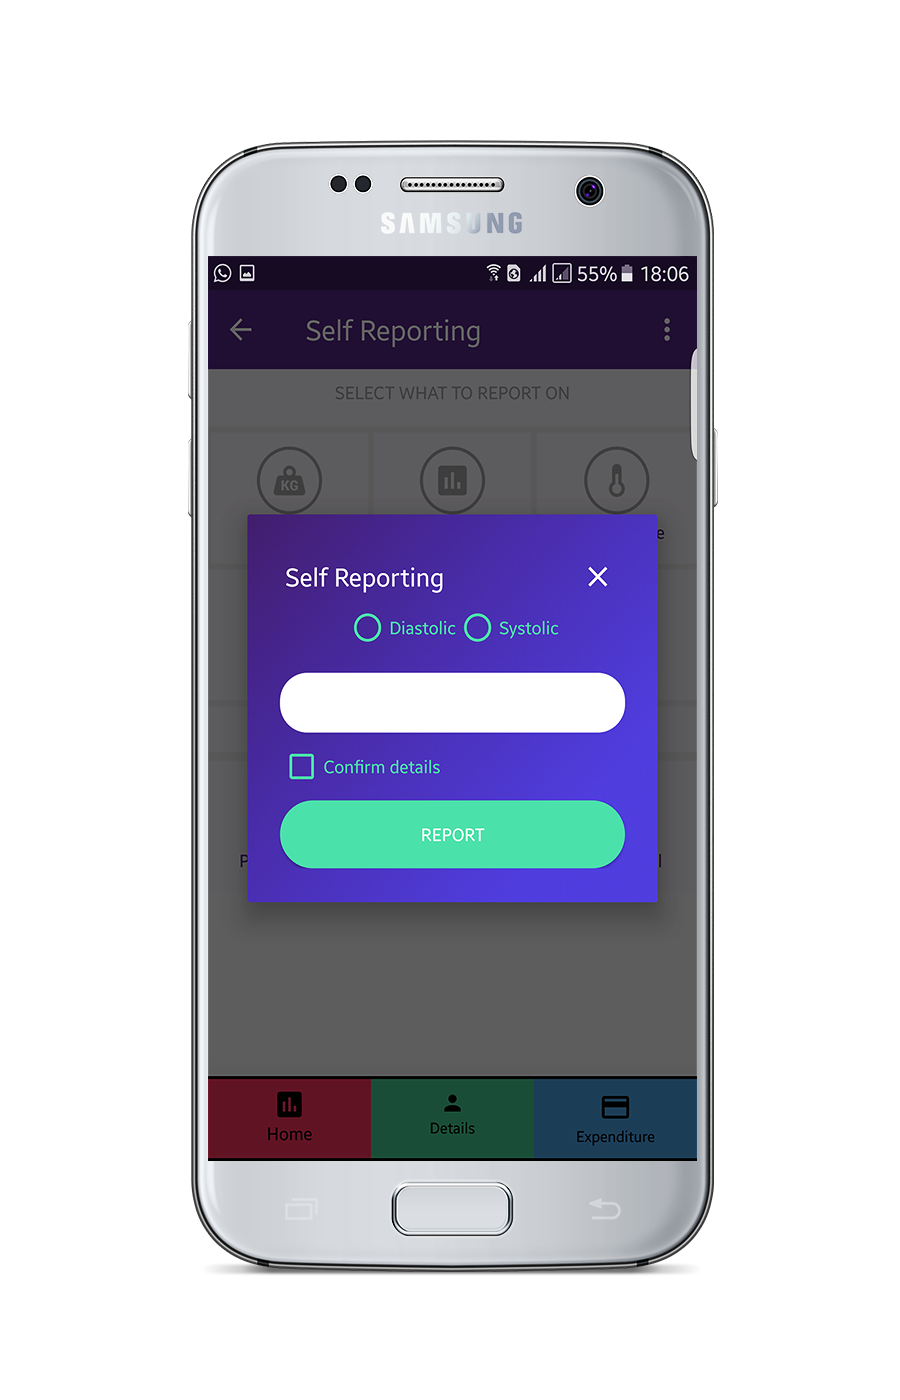 SAMSUNG
55% 18:06
Self Reporting
SELECT WHAT TO REPORT ON
KG
e
Self Reporting
Diastolic Systolic
Confirm details
REPORT
P l
Home Details Expenditure